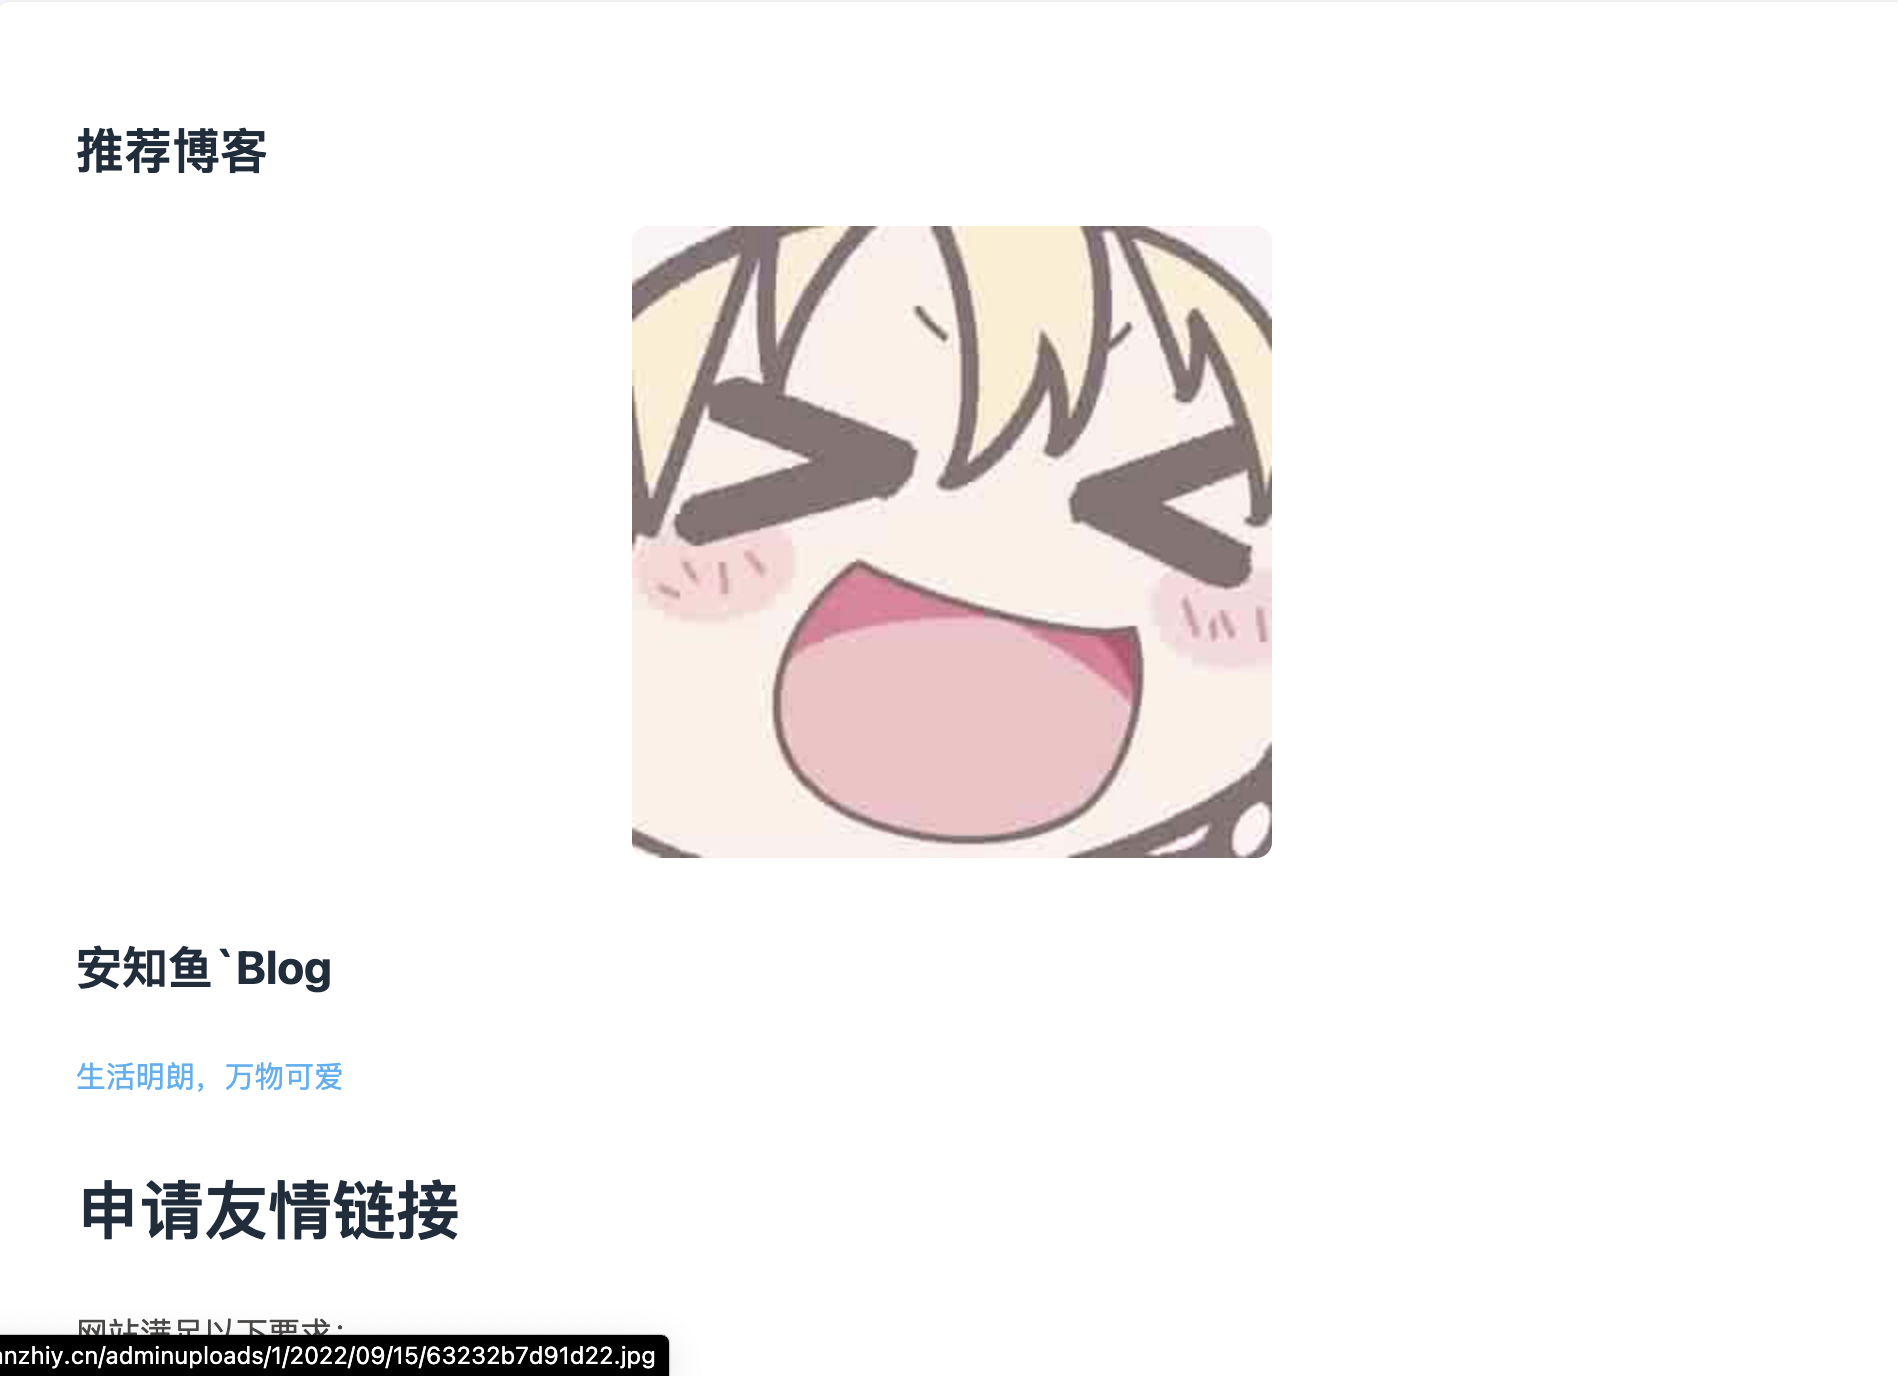 推荐博客
安知鱼`Blog
生活明朗，万物可爱
申请友情链接
网站满足以下要求：
nzhiy.cn/adminuploads/1/2022/09/15/63232b7d91d22.jpg